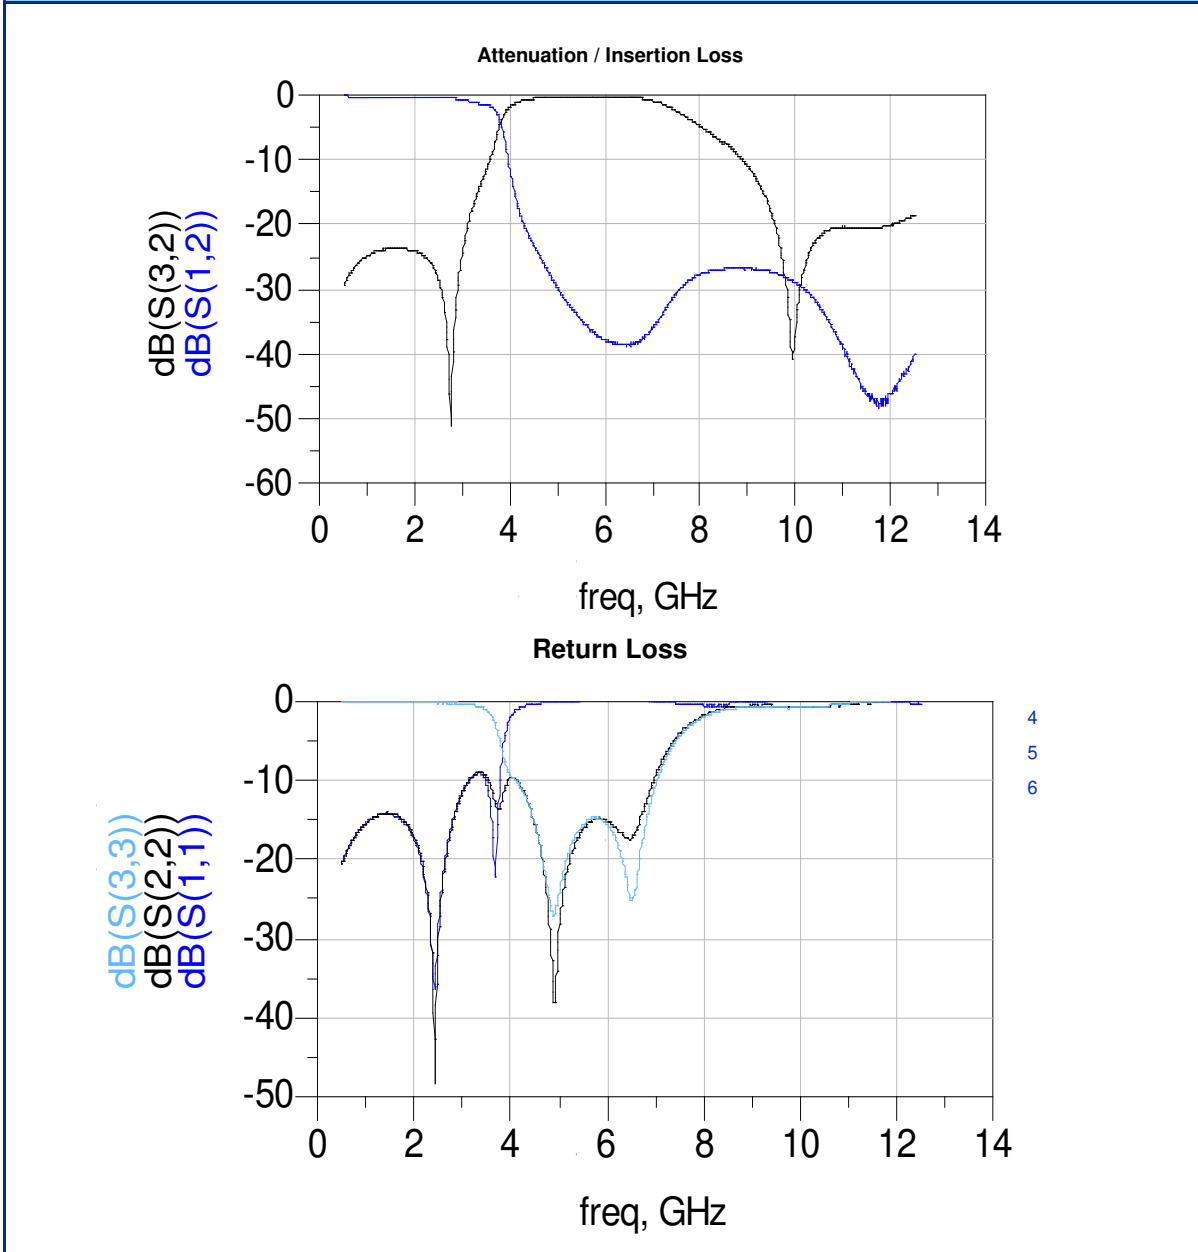 Attenuation / Insertion Loss
dB(S(3,2))
dB(S(1,2))
0
-10
-20
-30
-40
-50
-60
0 2 4 6 8 10 12 14
freq, GHz
Return Loss
dB(S(3,3))
dB(S(2,2))
dB(S(1,1))
0
-10
-20
-30
-40
-50
0 2 4 6 8 10 12 14
freq, GHz
4
5
6